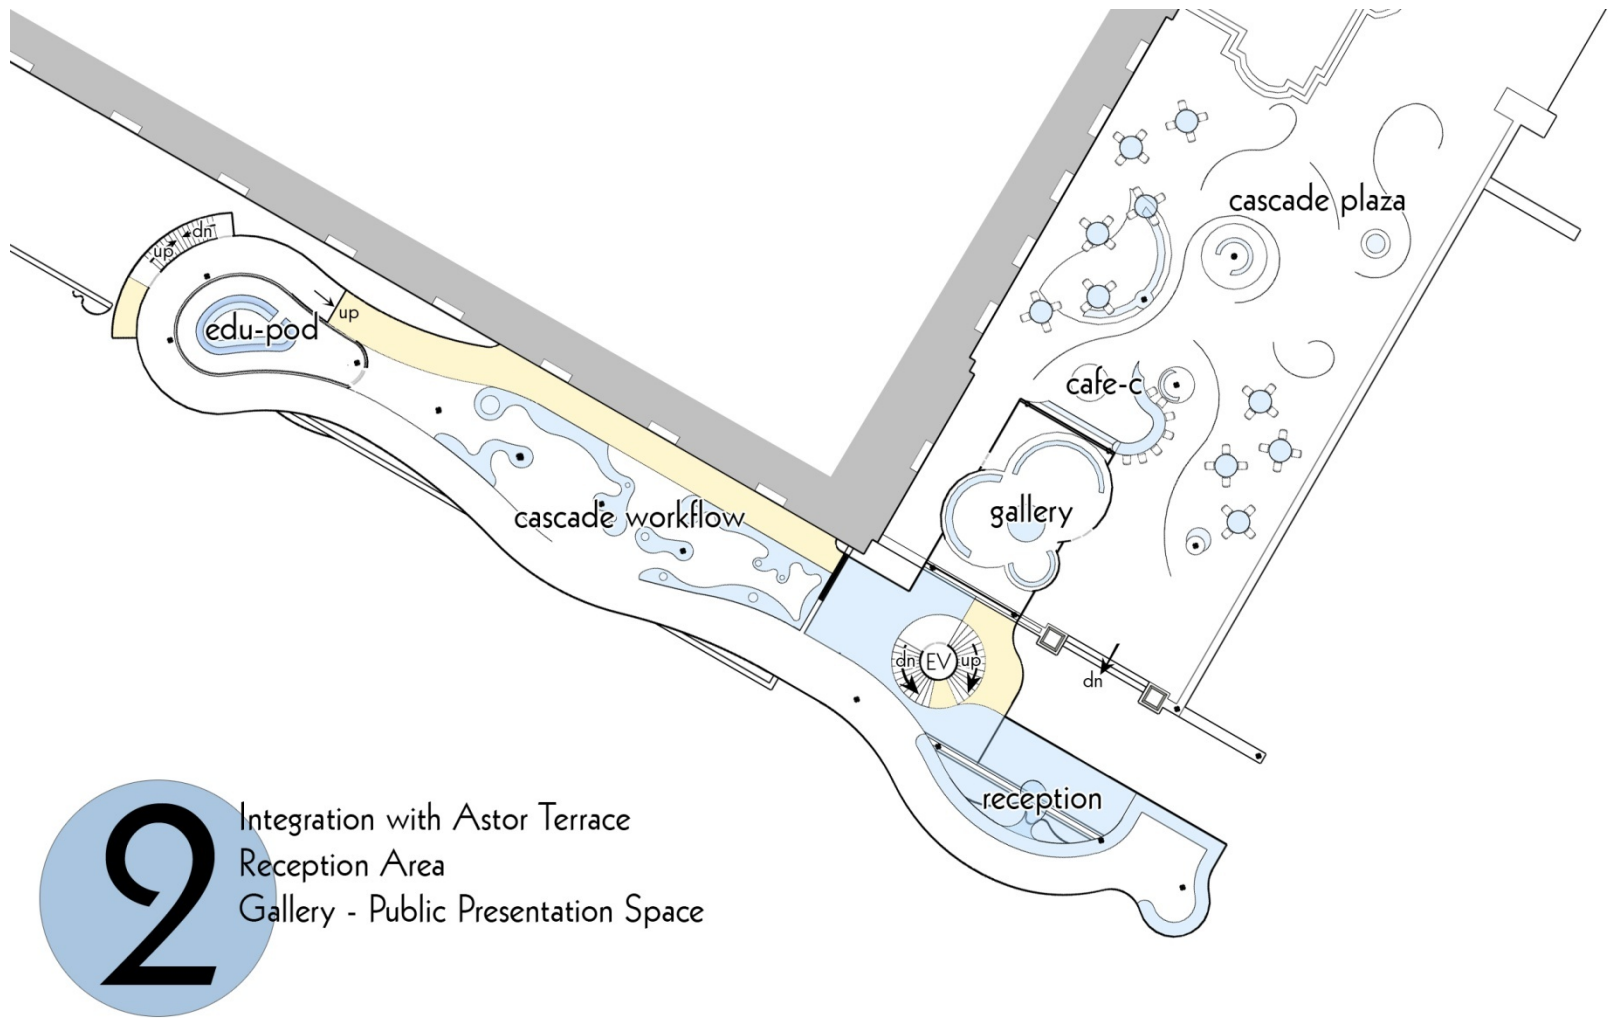 cascade plaza
dn
up
up
edu-pod
cafe-c
gallery
cascade workflow
dn
EV
up
dn
reception
2
Integration with Astor Terrace
Reception Area
Gallery - Public Presentation Space